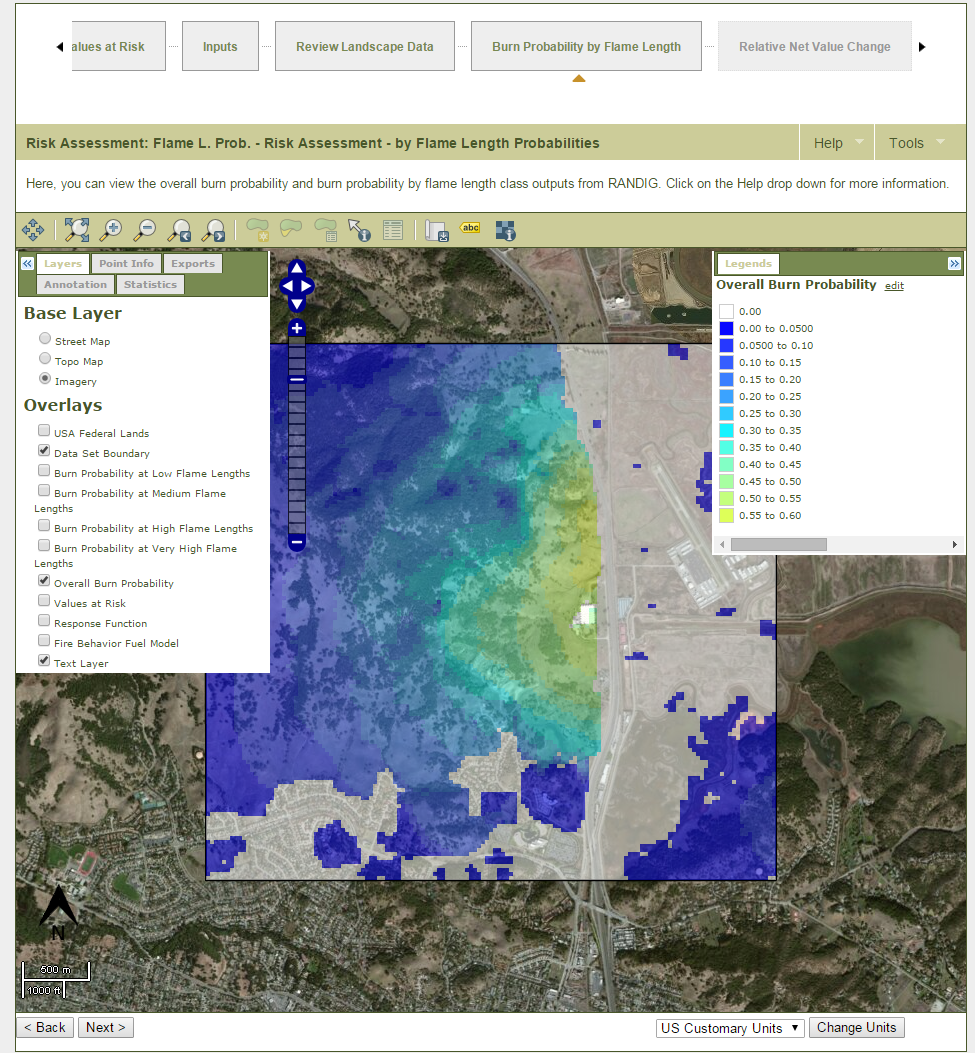 alues at Risk
Inputs
Review Landscape Data
Burn Probability by Flame Length
Relative Net Value Change
Risk Assessment: Flame L. Prob. - Risk Assessment - by Flame Length Probabilities
Help
Tools
Here, you can view the overall burn probability and burn probability by flame length class outputs from RANDIG. Click on the Help drop down for more information.
abc
Layers
Point Info
Exports
Annotation
Statistics
Base Layer
Street Map
Topo Map
Imagery
Overlays
USA Federal Lands
Data Set Boundary
Burn Probability at Low Flame Lengths
Burn Probability at Medium Flame
Lengths
Burn Probability at High Flame Lengths
Burn Probability at Very High Flame
Lengths
Overall Burn Probability
Values at Risk
Response Function
Fire Behavior Fuel Model
Text Layer
Legends
Overall Burn Probability edit
0.00
0.00 to 0.0500
0.0500 to 0.10
0.10 to 0.15
0.15 to 0.20
0.20 to 0.25
0.25 to 0.30
0.30 to 0.35
0.35 to 0.40
0.40 to 0.45
0.45 to 0.50
0.50 to 0.55
0.55 to 0.60
N
500 m
1000 ft
< Back
Next >
US Customary Units
Change Units